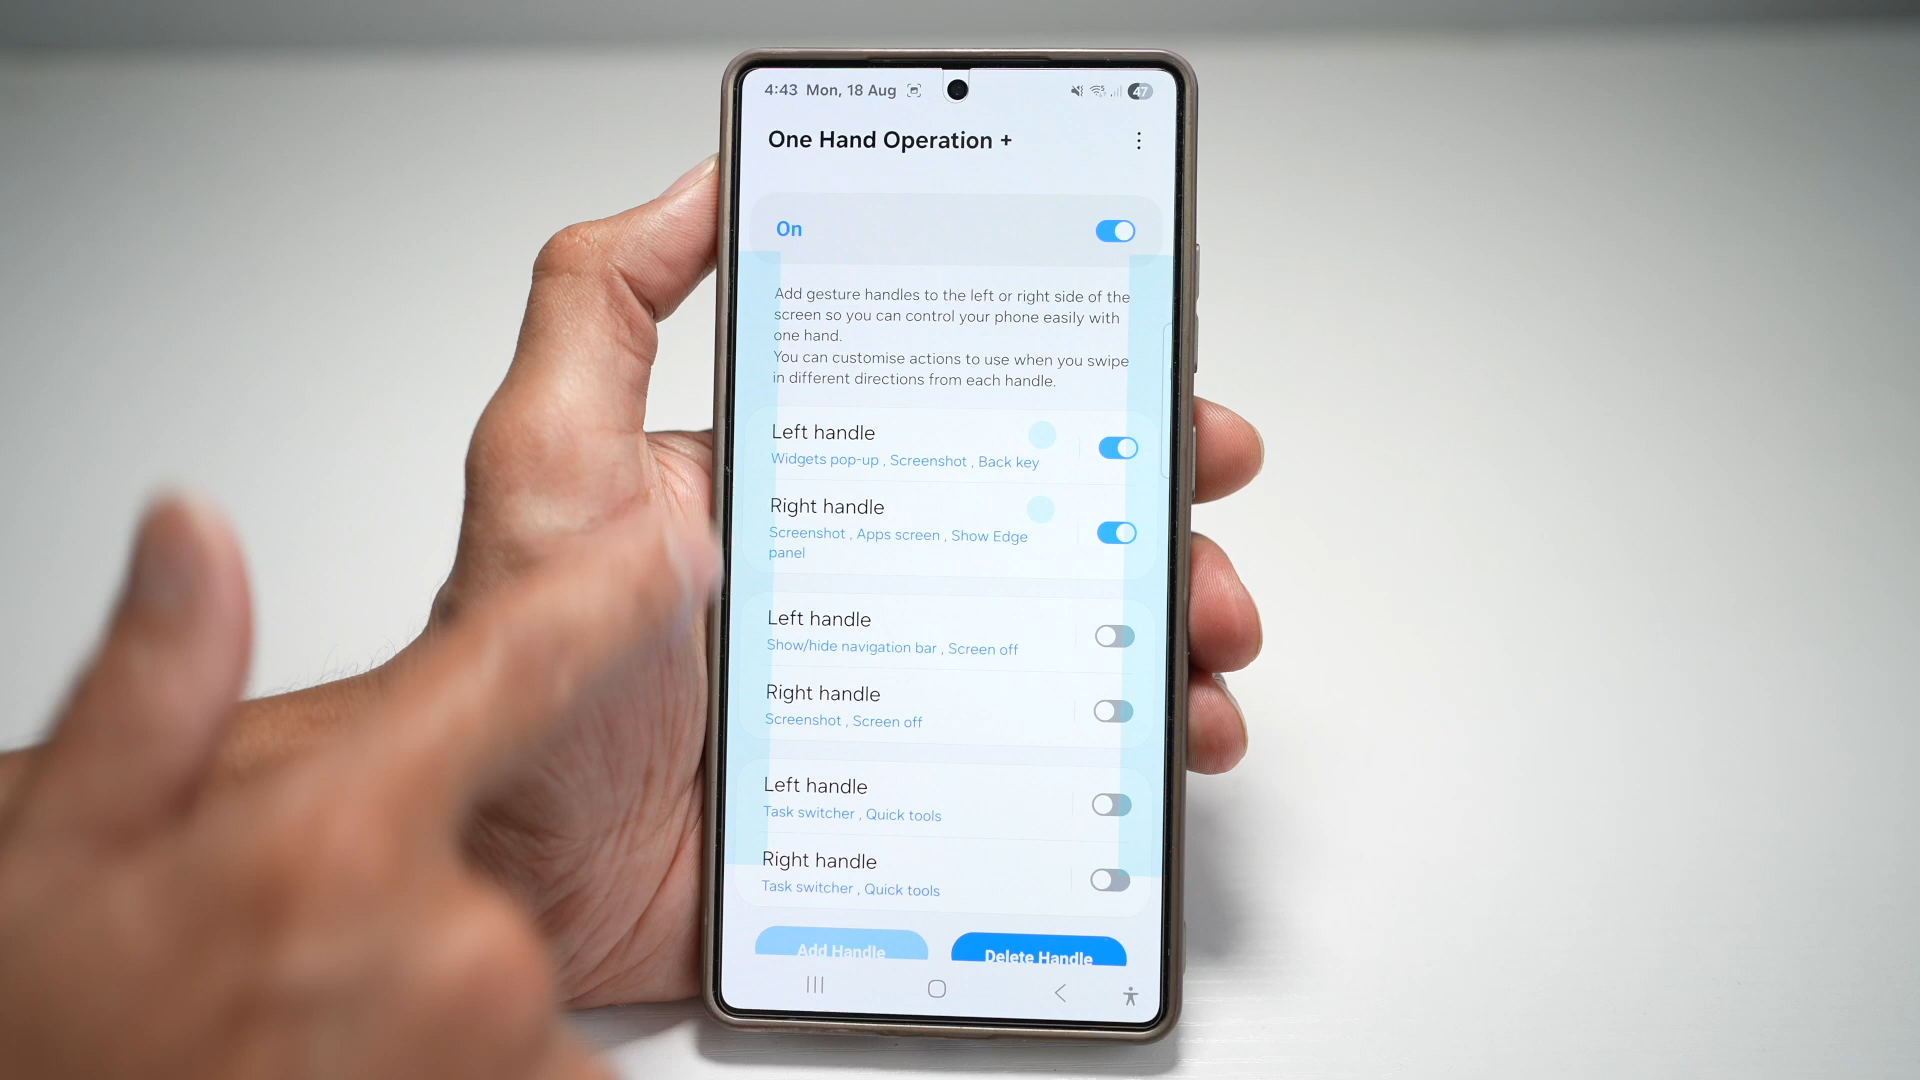 4:43 Mon, 18 Aug
47
One Hand Operation +
On
Add gesture handles to the left or right side of the
screen so you can control your phone easily with
one hand.
You can customise actions to use when you swipe
in different directions from each handle.
Left handle
Widgets pop-up , Screenshot , Back key
Right handle
Screenshot , Apps screen , Show Edge
panel
Left handle
Show/hide navigation bar , Screen off
Right handle
Screenshot , Screen off
Left handle
Task switcher , Quick tools
Right handle
Task switcher , Quick tools
Add Handle
Delete Handle